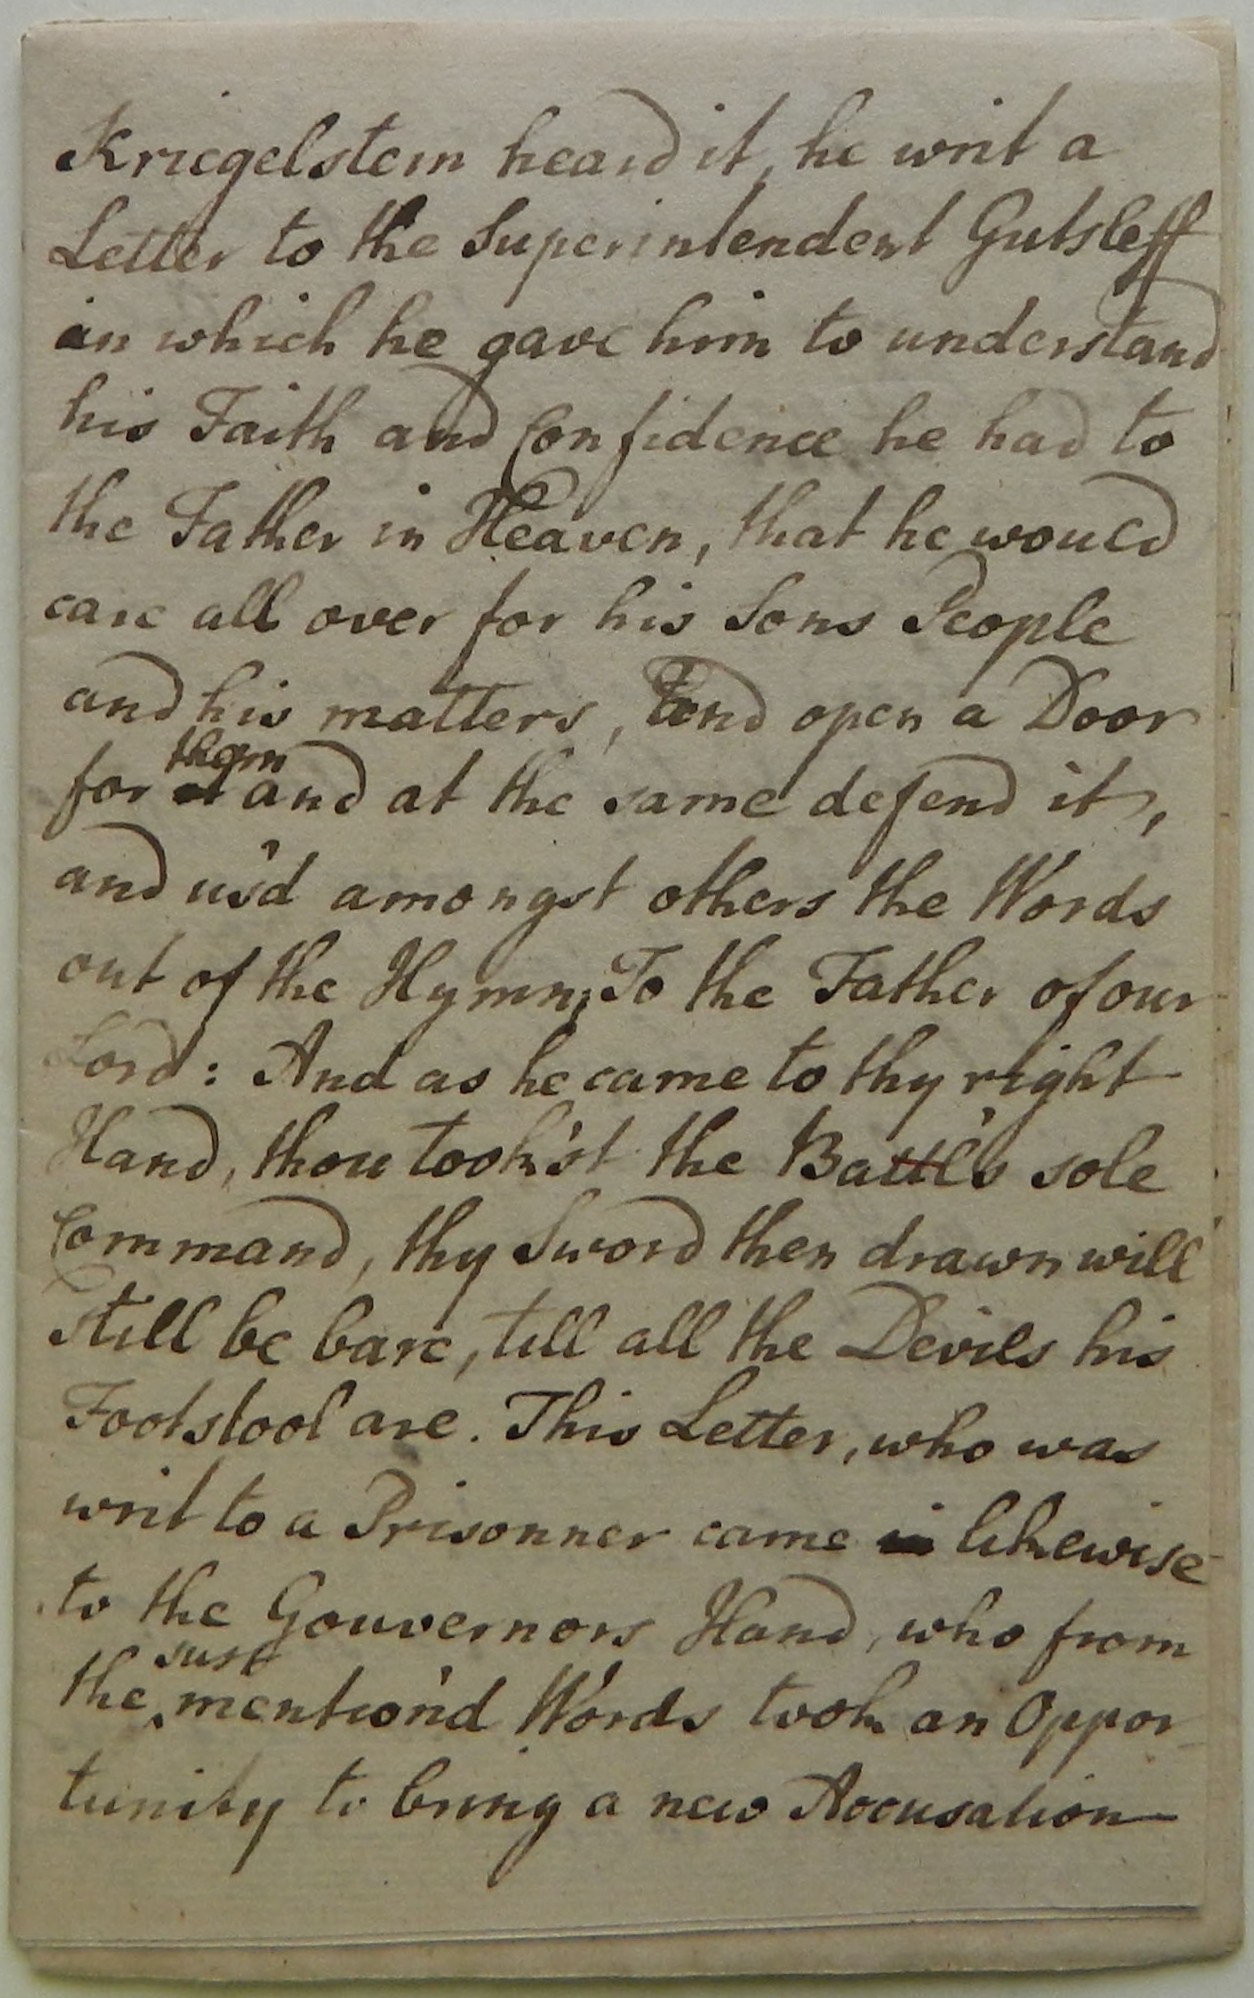 Kriegelstein heard it, he writ a
Letter to the Superintendent Gutsleff
in which he gave him to understand
his Faith and Confidence he had to
the Father in Heaven, that he would
care all over for his Sons People
and his matters, and open a Door
for them and at the same defend it,
and us'd amongst others the Words
out of the Hymn; To the Father of our
Lord: And as he came to thy right
Hand, thou took'st the Battl's sole
Command, thy Sword then drawn will
still be bare, till all the Devils his
Footstool are. This Letter, who was
writ to a Prisonner came likewise
to the Gouvernors Hand, who from
the just mention'd Words took an Oppor
tunity to bring a new Accusation